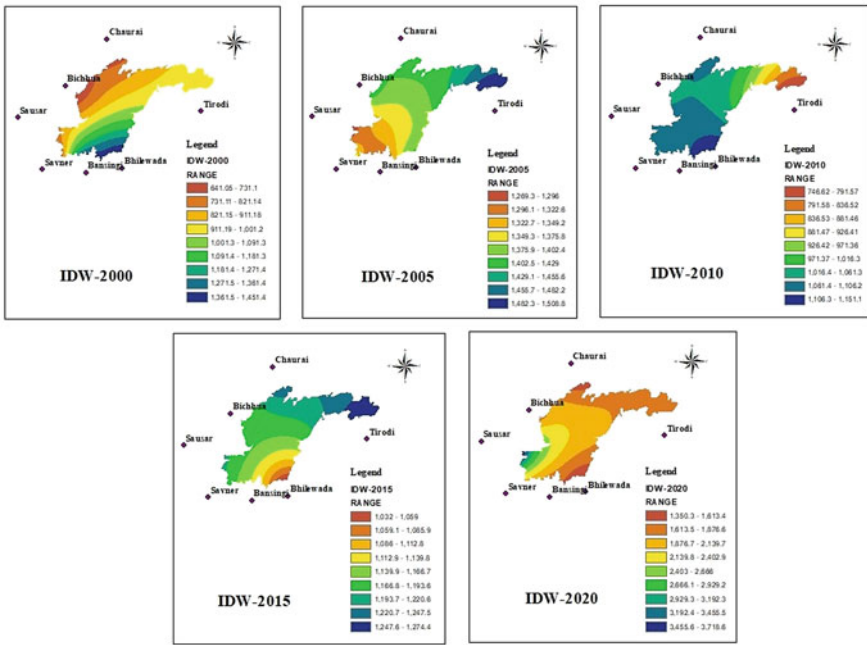 Chaurai
Bichkua
Sausar
Tirodi
Savner
Bansingi
Bhilewada
Legend
IDW-2000
RANGE
641.05 - 731.1
731.11 - 821.14
821.15 - 911.18
911.19 - 1,001.2
1,001.3 - 1,091.3
1,091.4 - 1,181.3
1,181.4 - 1,271.4
1,271.5 - 1,361.4
1,361.5 - 1,451.4
IDW-2000
Chaurai
Bichkua
Sausar
Tirodi
Savner
Bansingi
Bhilewada
Legend
IDW-2005
RANGE
1,269.3 - 1,296
1,296.1 - 1,322.6
1,322.7 - 1,349.2
1,349.3 - 1,375.8
1,375.9 - 1,402.4
1,402.5 - 1,429
1,429.1 - 1,455.6
1,455.7 - 1,482.2
1,482.3 - 1,508.8
IDW-2005
Chaurai
Bichkua
Sausar
Tirodi
Savner
Bansingi
Bhilewada
Legend
IDW-2010
RANGE
746.62 - 791.57
791.58 - 836.52
836.53 - 881.46
881.47 - 926.41
926.42 - 971.36
971.37 - 1,016.3
1,016.4 - 1,061.3
1,061.4 - 1,106.2
1,106.3 - 1,151.1
IDW-2010
Chaurai
Bichkua
Sausar
Tirodi
Savner
Bansingi
Bhilewada
Legend
IDW-2015
RANGE
1,032 - 1,059
1,059.1 - 1,085.9
1,086 - 1,112.8
1,112.9 - 1,139.8
1,139.9 - 1,166.7
1,166.8 - 1,193.6
1,193.7 - 1,220.6
1,220.7 - 1,247.5
1,247.6 - 1,274.4
IDW-2015
Chaurai
Bichkua
Sausar
Tirodi
Savner
Bansingi
Bhilewada
Legend
IDW-2020
RANGE
1,350.3 - 1,613.4
1,613.5 - 1,876.6
1,876.7 - 2,139.7
2,139.8 - 2,402.9
2,403 - 2,666
2,666.1 - 2,929.2
2,929.3 - 3,192.3
3,192.4 - 3,455.5
3,455.6 - 3,718.6
IDW-2020